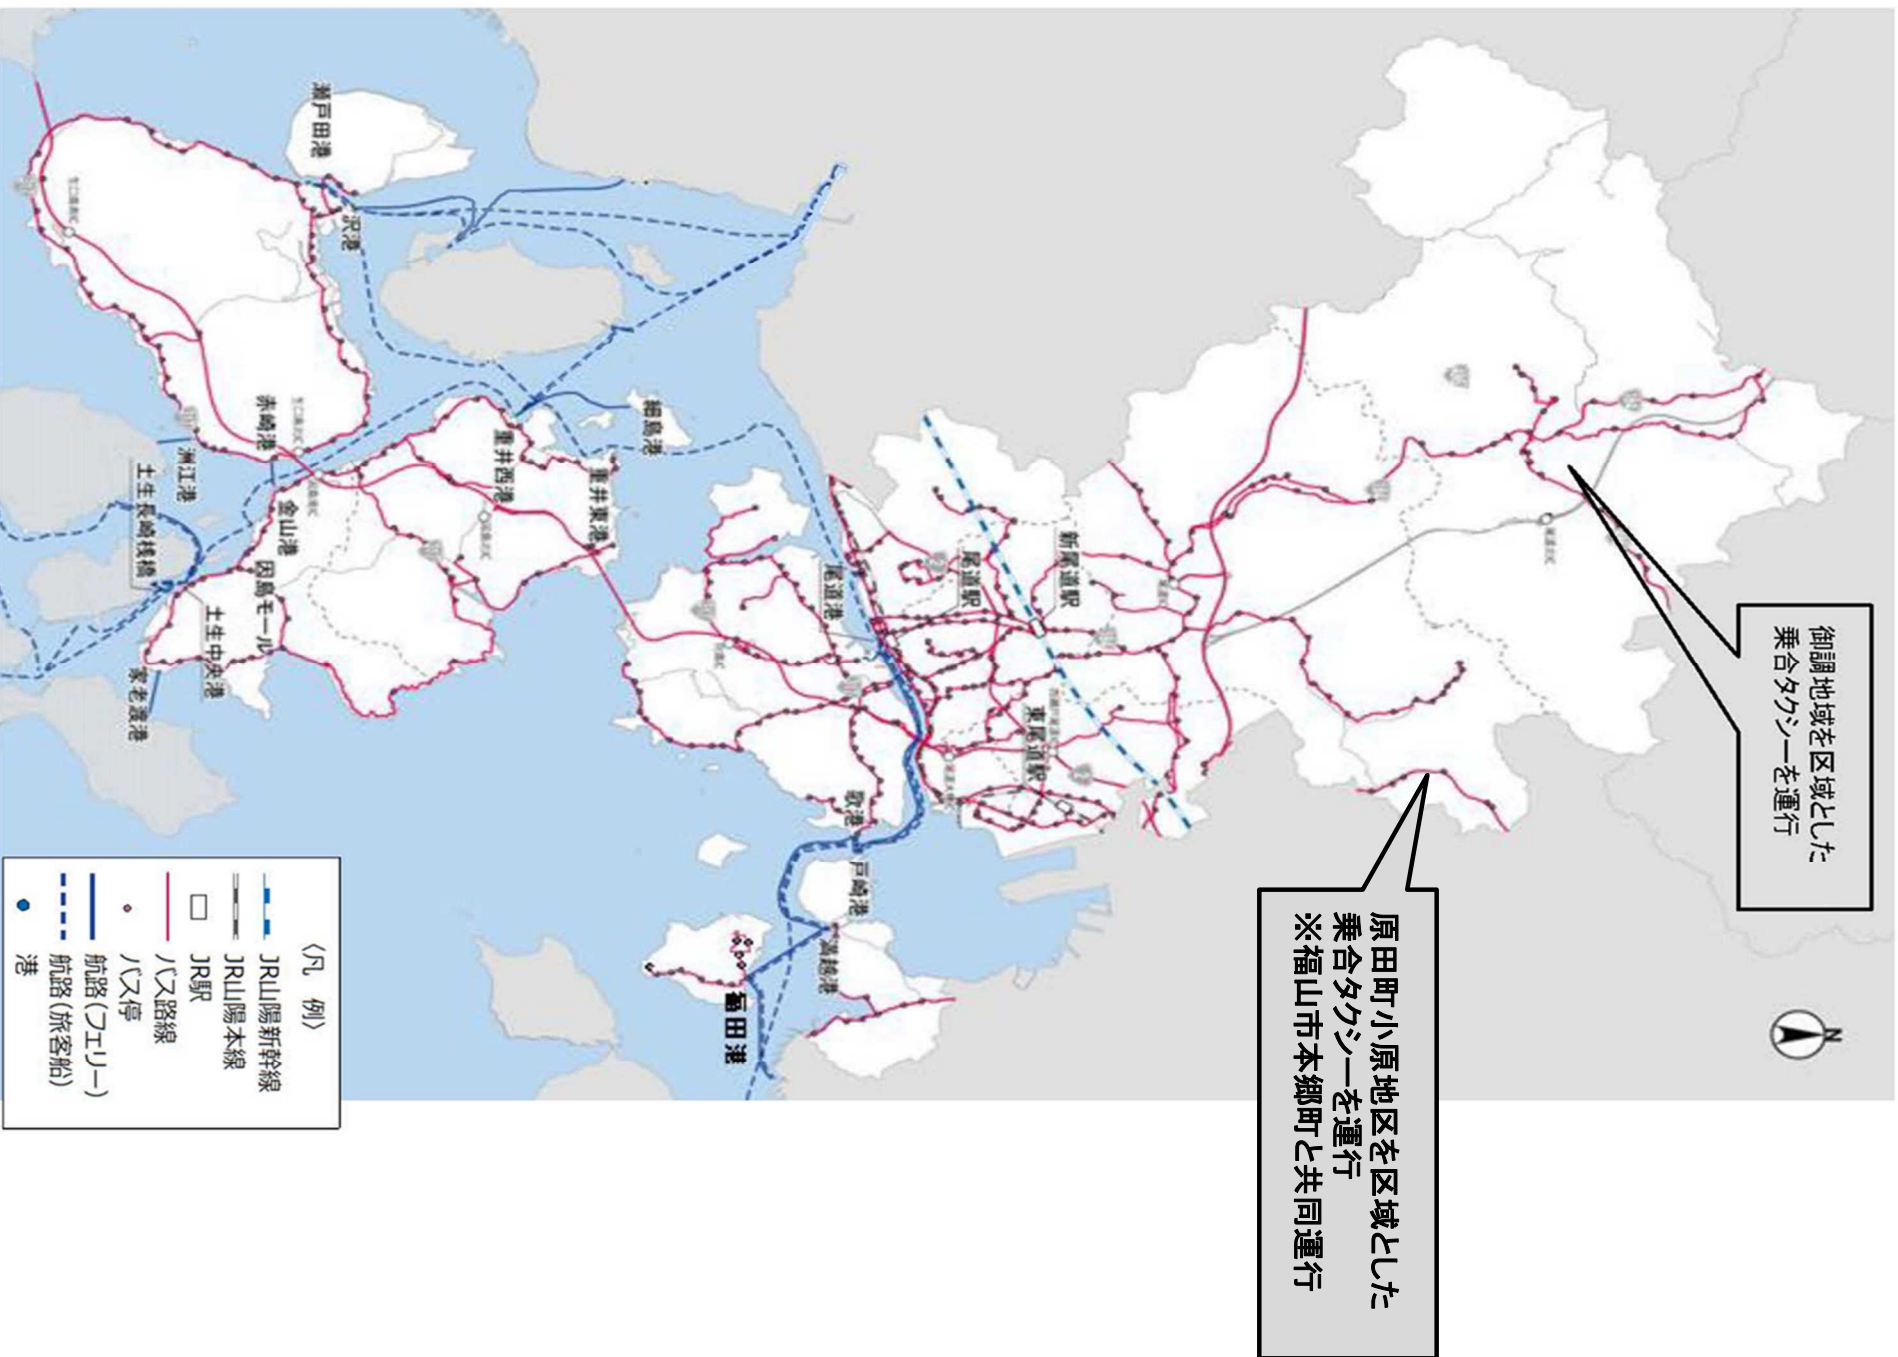 御調地域を区域とした
乗合タクシーを運行
N
原田町小原地区を区域とした
乗合タクシーを運行
※福山市本郷町と共同運行
新尾道駅
尾道駅
東尾道駅
尾道港
歌港
戸崎港
満越港
福田港
細島港
重井東港
重井西港
瀬戸田港
沢港
赤崎港
金山港
因島モール
洲江港
土生長崎桟橋
土生中央港
家老渡港
〈凡 例〉
JR山陽新幹線
JR山陽本線
JR駅
バス路線
バス停
航路(フェリー)
航路(旅客船)
港